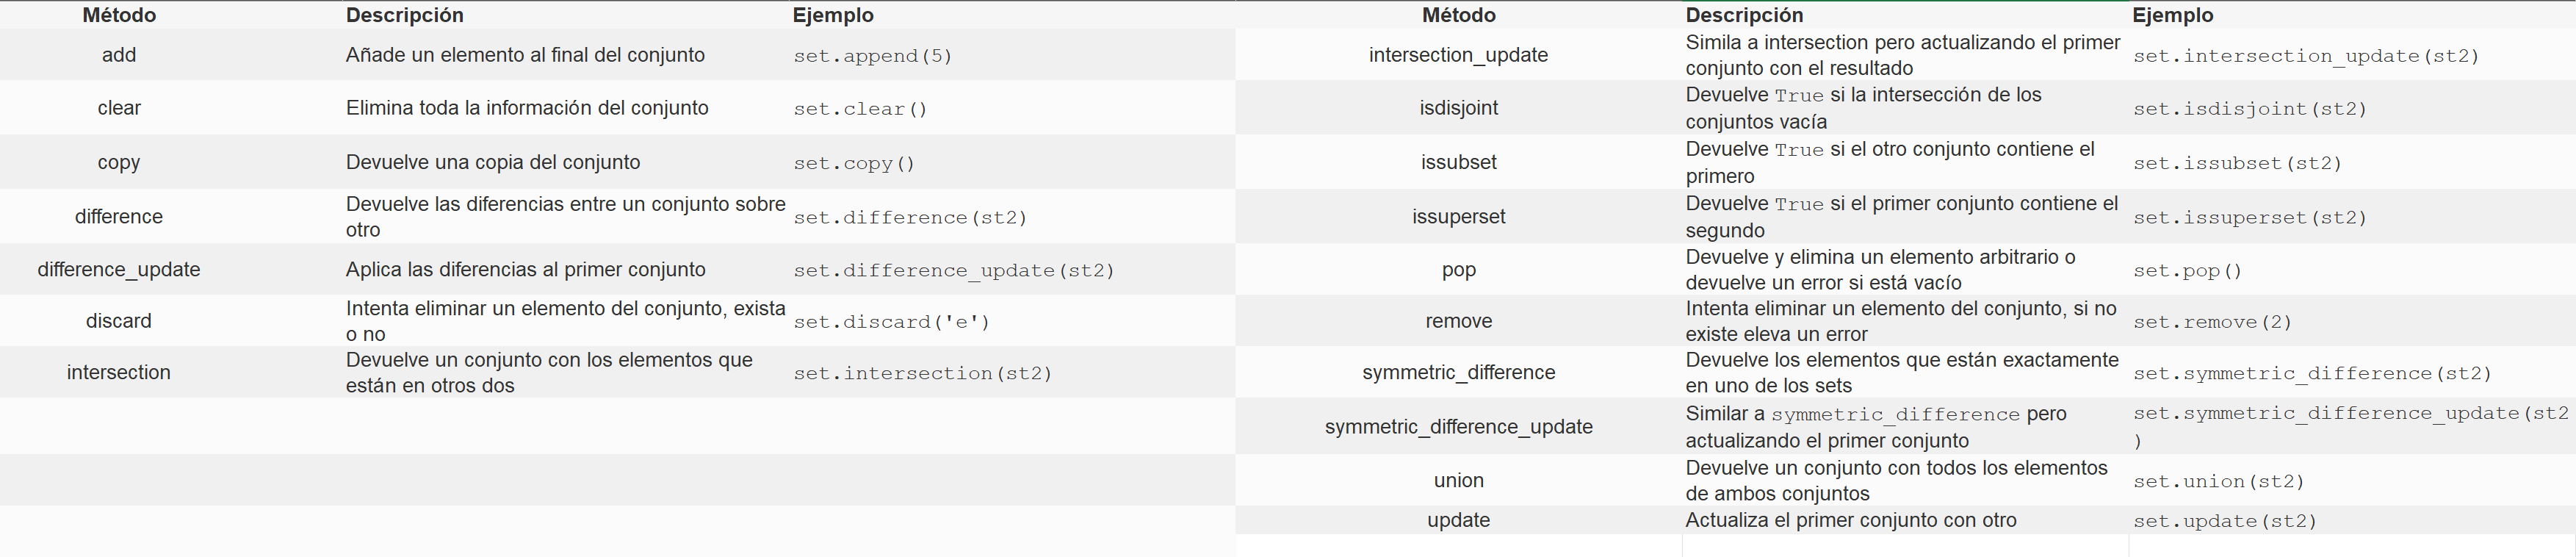 Método Descripción Ejemplo
add Añade un elemento al final del conjunto set.append(5)
clear Elimina toda la información del conjunto set.clear()
copy Devuelve una copia del conjunto set.copy()
difference Devuelve las diferencias entre un conjunto sobre set.difference(st2)
otro
difference_update Aplica las diferencias al primer conjunto set.difference_update(st2)
discard Intenta eliminar un elemento del conjunto, exista set.discard('e')
o no
intersection Devuelve un conjunto con los elementos que set.intersection(st2)
están en otros dos
Método Descripción Ejemplo
intersection_update Simila a intersection pero actualizando el primer set.intersection_update(st2)
conjunto con el resultado
isdisjoint Devuelve True si la intersección de los set.isdisjoint(st2)
conjuntos vacía
issubset Devuelve True si el otro conjunto contiene el set.issubset(st2)
primero
issuperset Devuelve True si el primer conjunto contiene el set.issuperset(st2)
segundo
pop Devuelve y elimina un elemento arbitrario o set.pop()
devuelve un error si está vacío
remove Intenta eliminar un elemento del conjunto, si no set.remove(2)
existe eleva un error
symmetric_difference Devuelve los elementos que están exactamente set.symmetric_difference(st2)
en uno de los sets
symmetric_difference_update Similar a symmetric_difference pero set.symmetric_difference_update(st2
actualizando el primer conjunto )
union Devuelve un conjunto con todos los elementos set.union(st2)
de ambos conjuntos
update Actualiza el primer conjunto con otro set.update(st2)